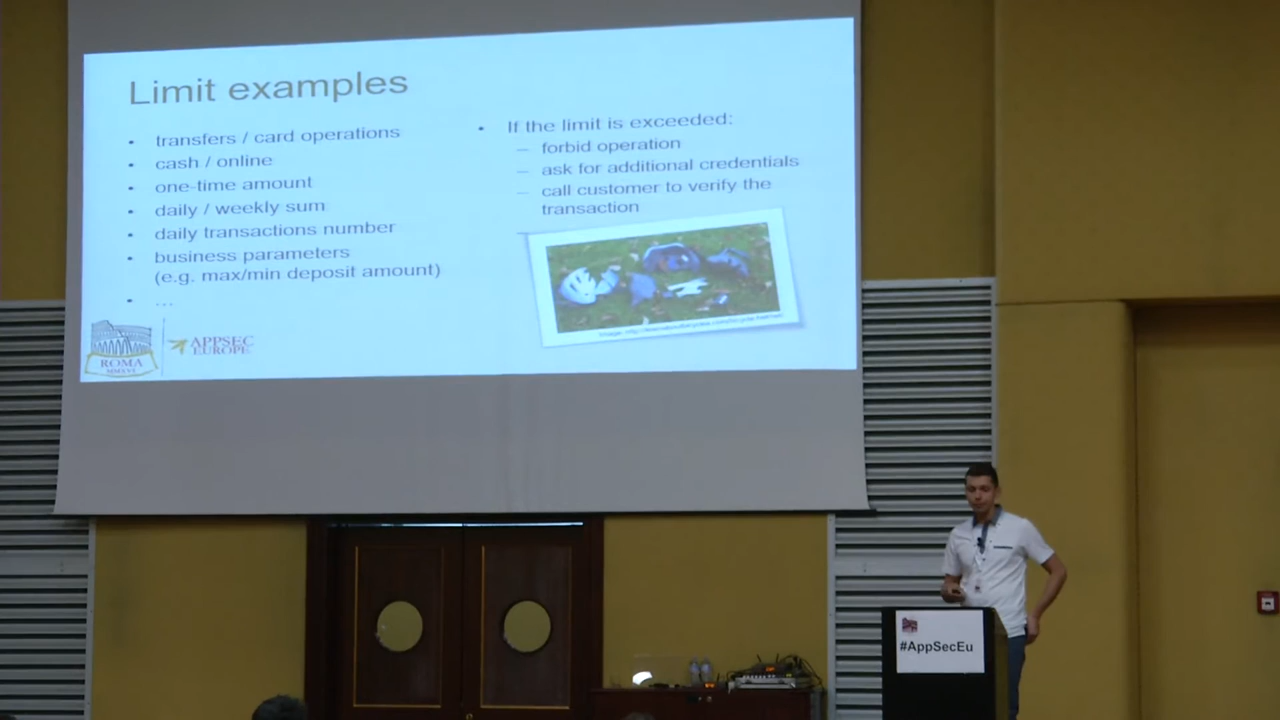 Limit examples
• transfers / card operations
• cash / online
• one-time amount
• daily / weekly sum
• daily transactions number
• business parameters
(e.g. max/min deposit amount)
• ...
• If the limit is exceeded:
– forbid operation
– ask for additional credentials
– call customer to verify the
transaction
ROMA
APPSEC
EUROPE
#AppSecEu